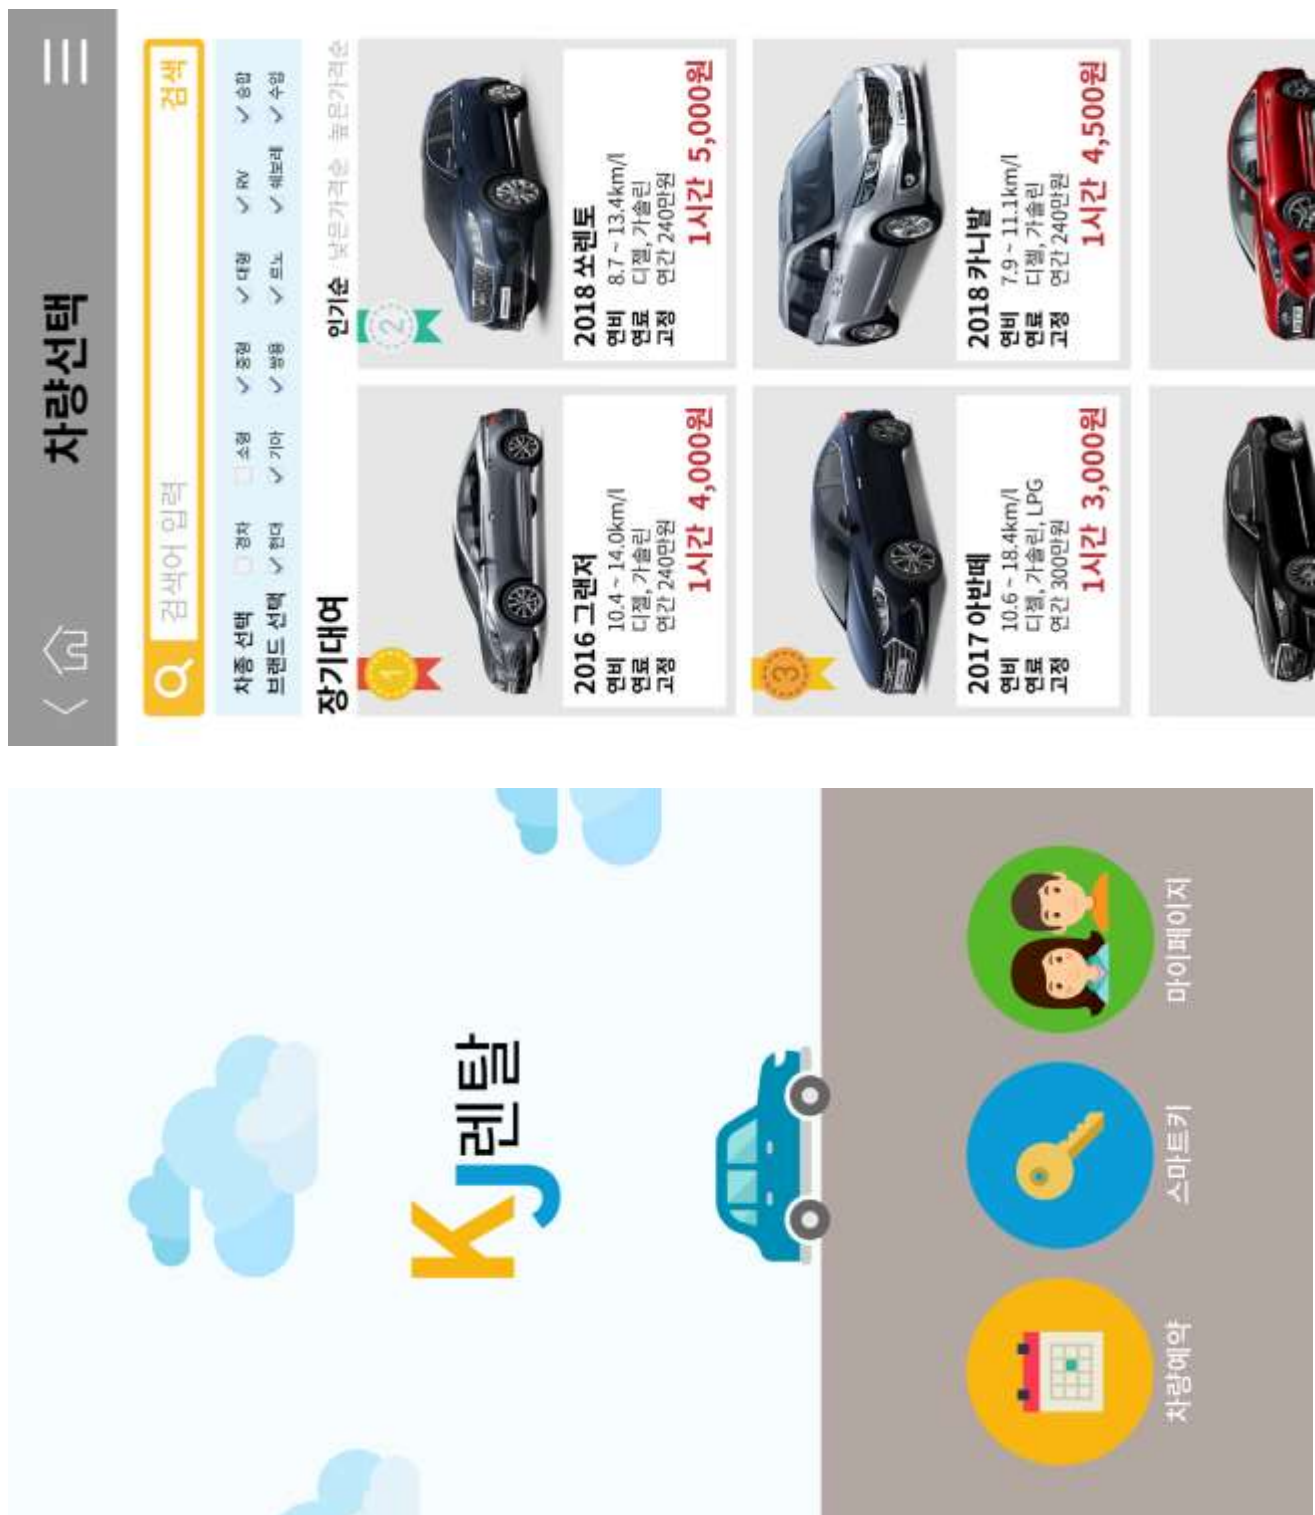 차량선택
검색어 입력 검색
차종 선택 경차 소형 중형 대형 RV 승합
브랜드 선택 현대 기아 쌍용 르노 쉐보레 수입
장기대여 인기순 낮은가격순 높은가격순
1
2016 그랜저
연비 10.4 ~ 14.0km/l
연료 디젤, 가솔린
고정 연간 240만원
1시간 4,000원
2
2018 쏘렌토
연비 8.7 ~ 13.4km/l
연료 디젤, 가솔린
고정 연간 240만원
1시간 5,000원
3
2017 아반떼
연비 10.6 ~ 18.4km/l
연료 디젤, 가솔린, LPG
고정 연간 300만원
1시간 3,000원
2018 카니발
연비 7.9 ~ 11.1km/l
연료 디젤, 가솔린
고정 연간 240만원
1시간 4,500원
KJ렌탈
차량예약 스마트키 마이페이지